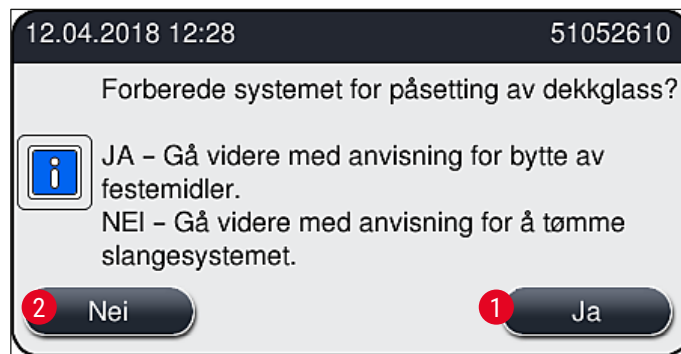 12.04.2018 12:28 51052610
Forberede systemet for påsetting av dekkglass?
JA – Gå videre med anvisning for bytte av
festemidler.
NEI – Gå videre med anvisning for å tømme
slangesystemet.
2 Nei 1 Ja